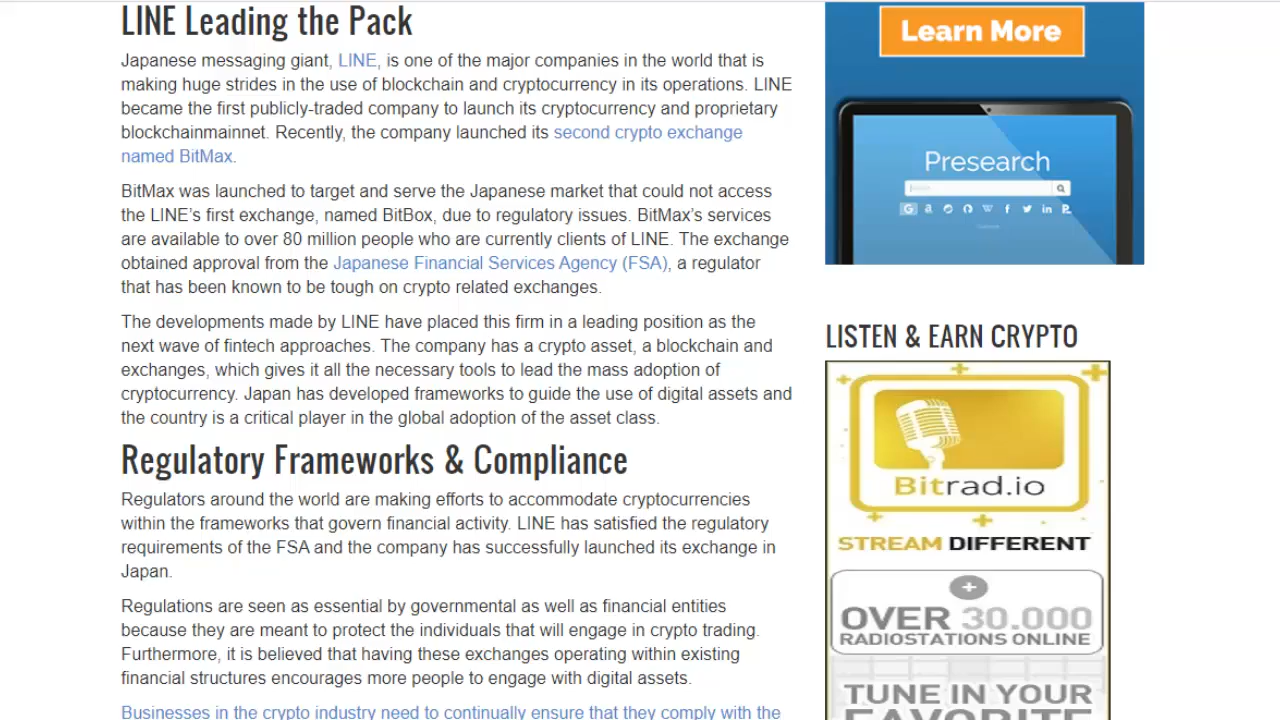 LINE Leading the Pack
Japanese messaging giant, LINE, is one of the major companies in the world that is
making huge strides in the use of blockchain and cryptocurrency in its operations. LINE
became the first publicly-traded company to launch its cryptocurrency and proprietary
blockchainmainnet. Recently, the company launched its second crypto exchange
named BitMax.
BitMax was launched to target and serve the Japanese market that could not access
the LINE's first exchange, named BitBox, due to regulatory issues. BitMax's services
are available to over 80 million people who are currently clients of LINE. The exchange
obtained approval from the Japanese Financial Services Agency (FSA), a regulator
that has been known to be tough on crypto related exchanges.
The developments made by LINE have placed this firm in a leading position as the
next wave of fintech approaches. The company has a crypto asset, a blockchain and
exchanges, which gives it all the necessary tools to lead the mass adoption of
cryptocurrency. Japan has developed frameworks to guide the use of digital assets and
the country is a critical player in the global adoption of the asset class.
Regulatory Frameworks & Compliance
Regulators around the world are making efforts to accommodate cryptocurrencies
within the frameworks that govern financial activity. LINE has satisfied the regulatory
requirements of the FSA and the company has successfully launched its exchange in
Japan.
Regulations are seen as essential by governmental as well as financial entities
because they are meant to protect the individuals that will engage in crypto trading.
Furthermore, it is believed that having these exchanges operating within existing
financial structures encourages more people to engage with digital assets.
Businesses in the crypto industry need to continually ensure that they comply with the
Learn More
Presearch
LISTEN & EARN CRYPTO
Bitrad.io
STREAM DIFFERENT
OVER 30.000
RADIOSTATIONS ONLINE
TUNE IN YOUR
FAVORITE